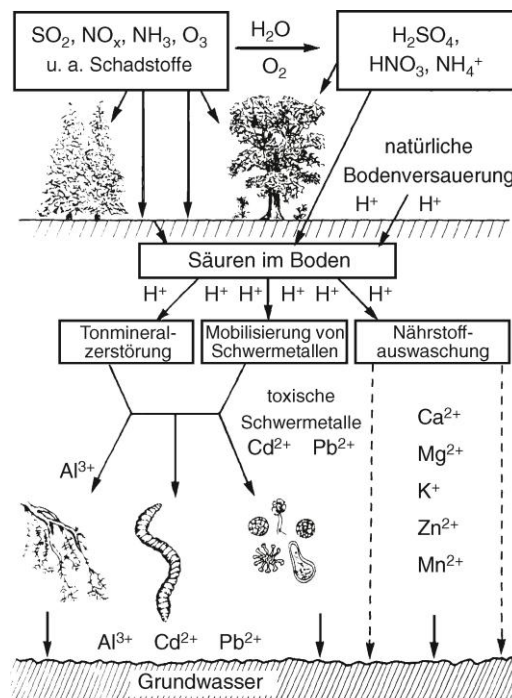 SO₂, NOₓ, NH₃, O₃
u. a. Schadstoffe
H₂O
O₂
H₂SO₄,
HNO₃, NH₄⁺
natürliche
Bodenversauerung
H⁺ H⁺
Säuren im Boden
H⁺ H⁺ H⁺ H⁺ H⁺ H⁺
Tonmineral-
zerstörung
Mobilisierung von
Schwermetallen
Nährstoff-
auswaschung
toxische
Schwermetalle
Cd²⁺ Pb²⁺
Al³⁺
Ca²⁺
Mg²⁺
K⁺
Zn²⁺
Mn²⁺
Al³⁺ Cd²⁺ Pb²⁺
Grundwasser